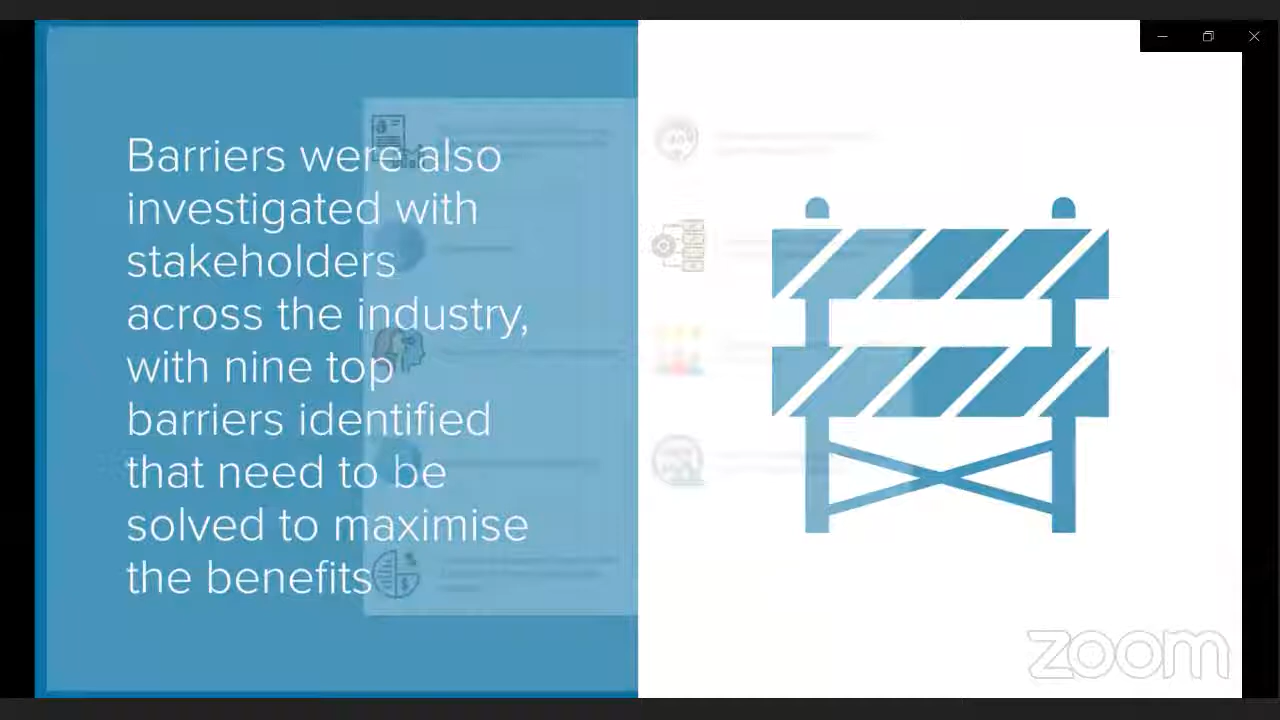 Barriers were also
investigated with
stakeholders
across the industry,
with nine top
barriers identified
that need to be
solved to maximise
the benefits
zoom